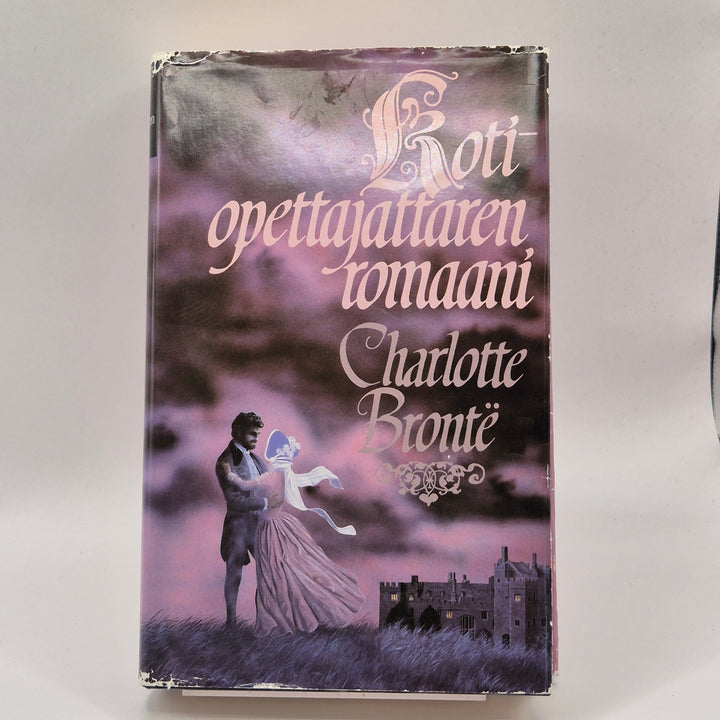 Koti-
opettajattaren
romaani
Charlotte
Brontë